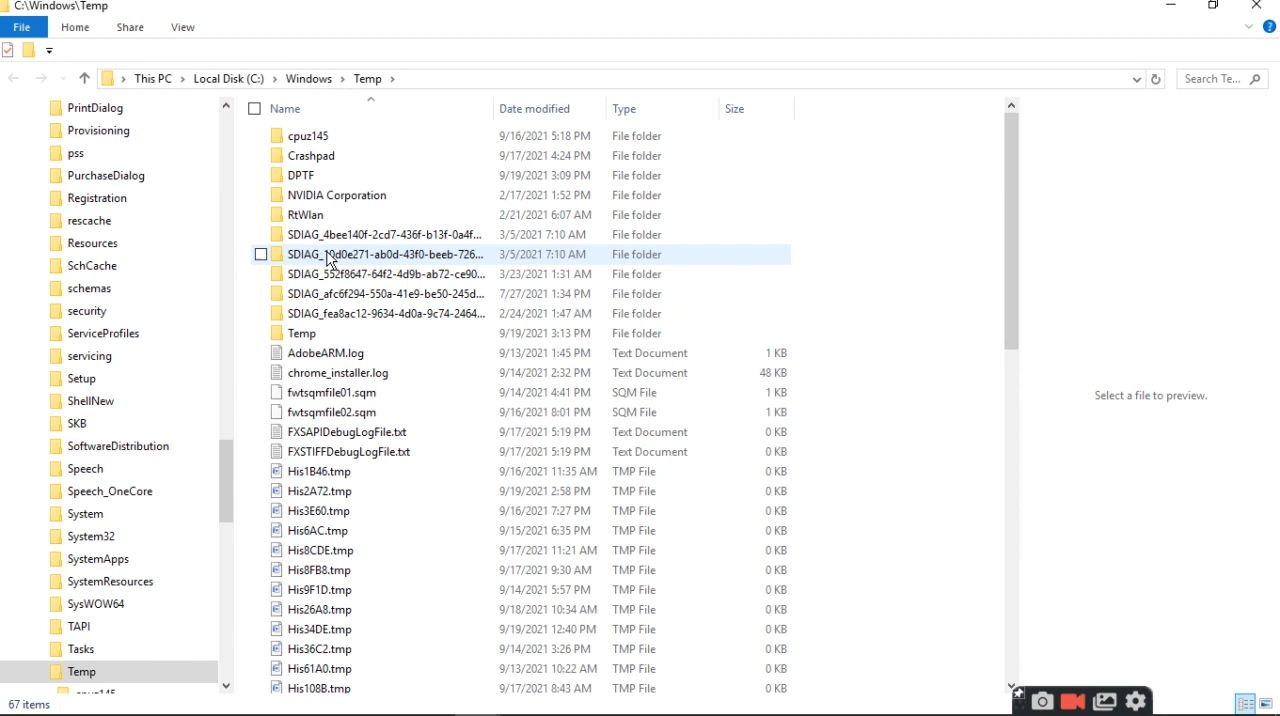 C:\Windows\Temp
File Home Share View
This PC Local Disk (C:) Windows Temp Search Te...
PrintDialog
Provisioning
pss
PurchaseDialog
Registration
rescache
Resources
SchCache
schemas
security
ServiceProfiles
servicing
Setup
ShellNew
SKB
SoftwareDistribution
Speech
Speech_OneCore
System
System32
SystemApps
SystemResources
SysWOW64
TAPI
Tasks
Temp
Name Date modified Type Size
cpuz145 9/16/2021 5:18 PM File folder
Crashpad 9/17/2021 4:24 PM File folder
DPTF 9/19/2021 3:09 PM File folder
NVIDIA Corporation 2/17/2021 1:52 PM File folder
RtWlan 2/21/2021 6:07 AM File folder
SDIAG_4bee140f-2cd7-436f-b13f-0a4f... 3/5/2021 7:10 AM File folder
SDIAG_10d0e271-ab0d-43f0-beeb-726... 3/5/2021 7:10 AM File folder
SDIAG_552f8647-64f2-4d9b-ab72-ce90... 3/23/2021 1:31 AM File folder
SDIAG_afc6f294-550a-41e9-be50-245d... 7/27/2021 1:34 PM File folder
SDIAG_fea8ac12-9634-4d0a-9c74-2464... 2/24/2021 1:47 AM File folder
Temp 9/19/2021 3:13 PM File folder
AdobeARM.log 9/13/2021 1:45 PM Text Document 1 KB
chrome_installer.log 9/14/2021 2:32 PM Text Document 48 KB
fwtsqmfile01.sqm 9/14/2021 4:41 PM SQM File 1 KB
fwtsqmfile02.sqm 9/16/2021 8:01 PM SQM File 1 KB
FXSAPIDebugLogFile.txt 9/17/2021 5:19 PM Text Document 0 KB
FXSTIFFDebugLogFile.txt 9/17/2021 5:19 PM Text Document 0 KB
His1B46.tmp 9/16/2021 11:35 AM TMP File 0 KB
His2A72.tmp 9/19/2021 2:58 PM TMP File 0 KB
His3E60.tmp 9/16/2021 7:27 PM TMP File 0 KB
His6AC.tmp 9/15/2021 6:35 PM TMP File 0 KB
His8CDE.tmp 9/17/2021 11:21 AM TMP File 0 KB
His8FB8.tmp 9/17/2021 9:30 AM TMP File 0 KB
His9F1D.tmp 9/14/2021 5:57 PM TMP File 0 KB
His26A8.tmp 9/18/2021 10:34 AM TMP File 0 KB
His34DE.tmp 9/19/2021 12:40 PM TMP File 0 KB
His36C2.tmp 9/14/2021 3:26 PM TMP File 0 KB
His61A0.tmp 9/13/2021 10:22 AM TMP File 0 KB
His108B.tmp 9/17/2021 8:43 AM TMP File 0 KB
Select a file to preview.
67 items